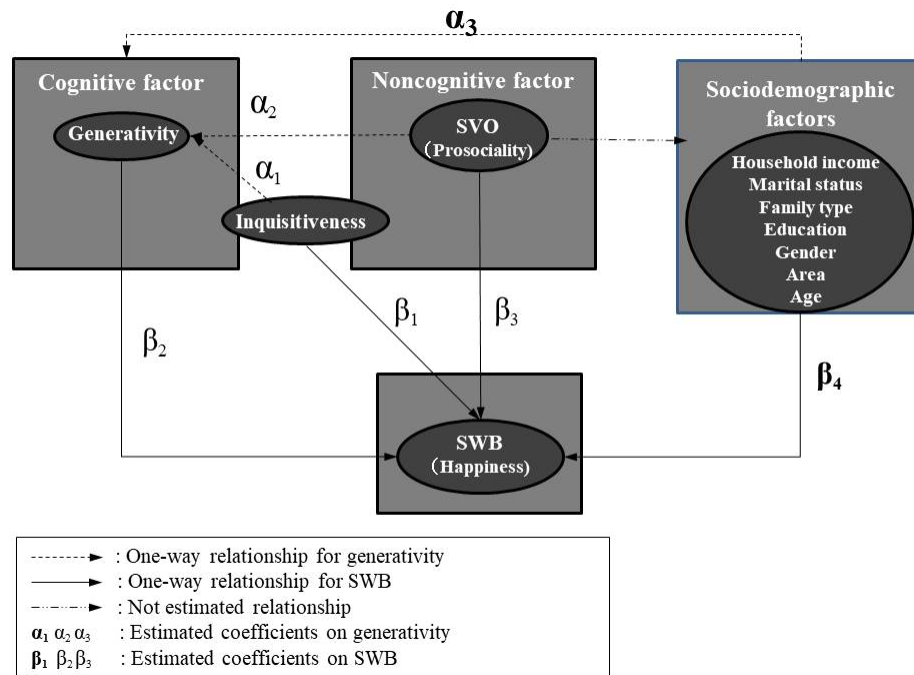 α3
Cognitive factor
Generativity
α2
α1
Noncognitive factor
SVO
(Prosociality)
Inquisitiveness
Sociodemographic
factors
Household income
Marital status
Family type
Education
Gender
Area
Age
β2
β1
β3
β4
SWB
(Happiness)
: One-way relationship for generativity
: One-way relationship for SWB
: Not estimated relationship
α1 α2 α3 : Estimated coefficients on generativity
β1 β2 β3 : Estimated coefficients on SWB